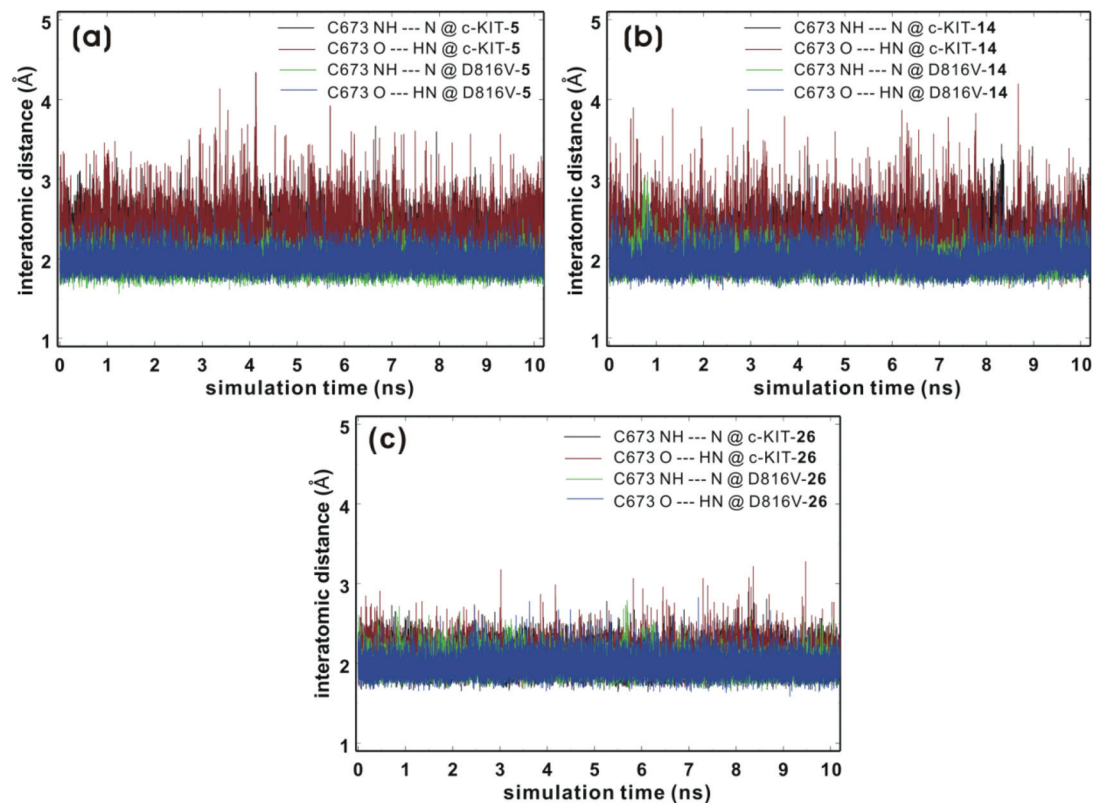 (a)
C673 NH --- N @ c-KIT-5
C673 O --- HN @ c-KIT-5
C673 NH --- N @ D816V-5
C673 O --- HN @ D816V-5
interatomic distance (Å)
5
4
3
2
1
0 1 2 3 4 5 6 7 8 9 10
simulation time (ns)
(b)
C673 NH --- N @ c-KIT-14
C673 O --- HN @ c-KIT-14
C673 NH --- N @ D816V-14
C673 O --- HN @ D816V-14
interatomic distance (Å)
5
4
3
2
1
0 1 2 3 4 5 6 7 8 9 10
simulation time (ns)
(c)
C673 NH --- N @ c-KIT-26
C673 O --- HN @ c-KIT-26
C673 NH --- N @ D816V-26
C673 O --- HN @ D816V-26
interatomic distance (Å)
5
4
3
2
1
0 1 2 3 4 5 6 7 8 9 10
simulation time (ns)